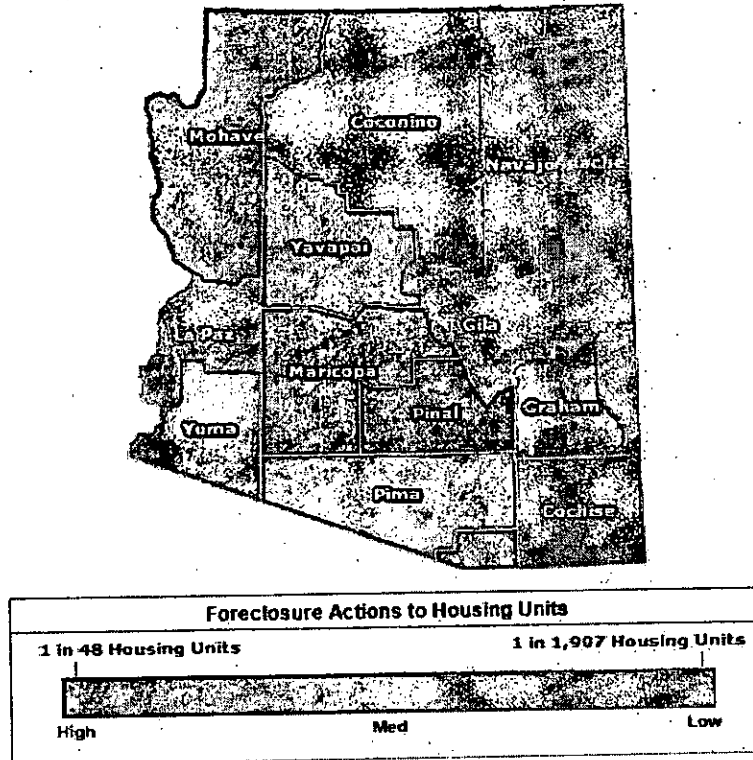 Coconino
Mohave
Navajo
Yavapai
Gila
La Paz
Maricopa
Pinal
Graham
Yuma
Pima
Cochise
Foreclosure Actions to Housing Units
1 in 48 Housing Units
1 in 1,907 Housing Units
High
Med
Low